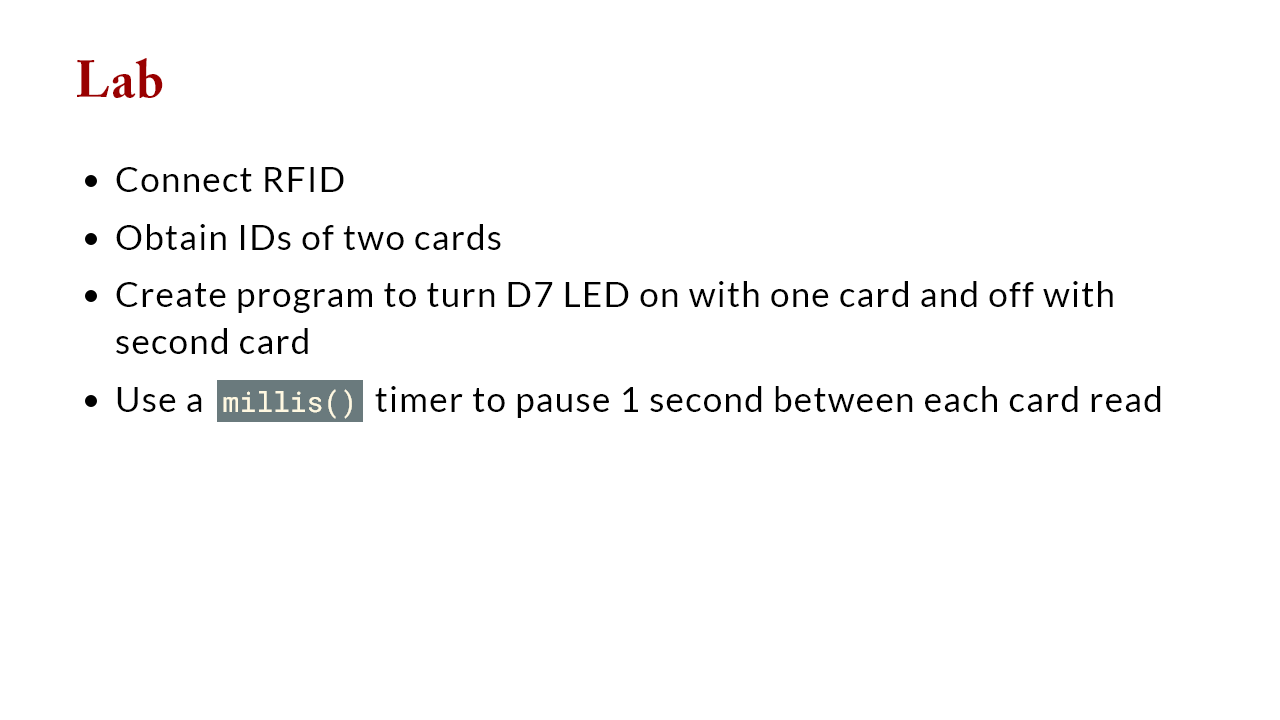 Lab
• Connect RFID
• Obtain IDs of two cards
• Create program to turn D7 LED on with one card and off with
second card
• Use a millis() timer to pause 1 second between each card read